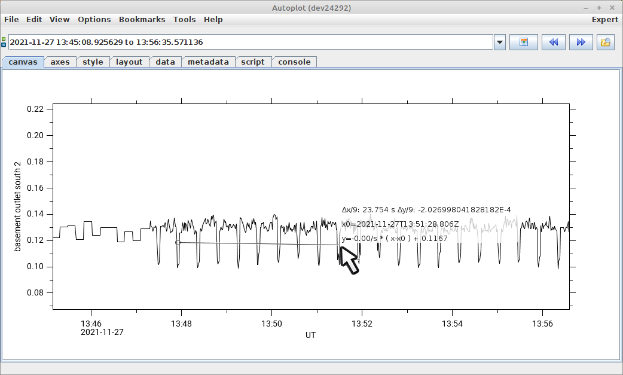 Autoplot (dev24292)
File Edit View Options Bookmarks Tools Help Expert
2021-11-27 13:45:08.925629 to 13:56:35.571136
canvas axes style layout data metadata script console
0.22
0.20
0.18
0.16
0.14
0.12
0.10
0.08
basement outlet south 2
Δx/9: 23.754 s Δy/9: -2.026998041828182E-4
x0=2021-11-27T13:51:28.806Z
y=-0.00/s * ( x-x0 ) + 0.1167
13:46 13:48 13:50 13:52 13:54 13:56
2021-11-27
UT